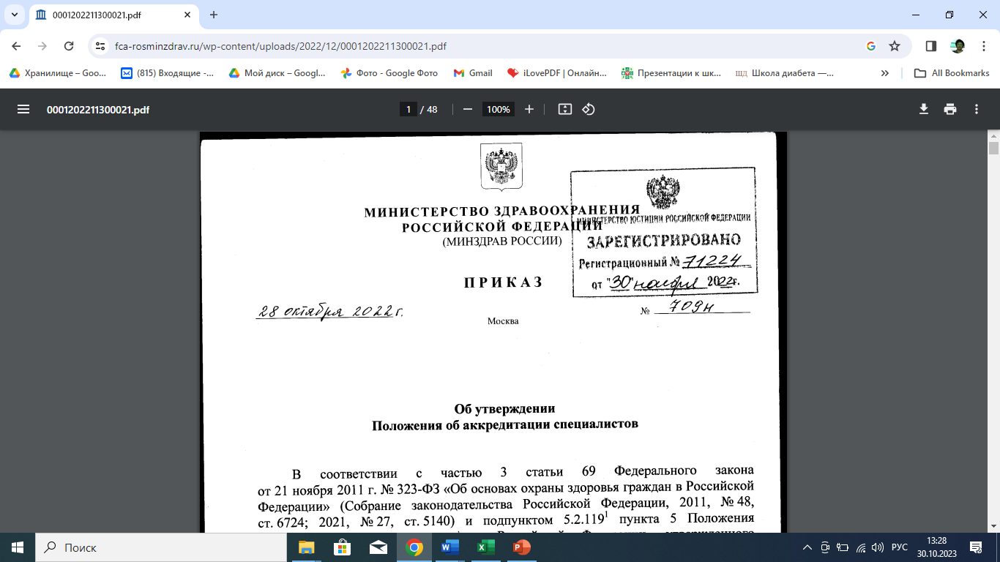 0001202211300021.pdf
fca-rosminzdrav.ru/wp-content/uploads/2022/12/0001202211300021.pdf
Хранилище – Goo...
(815) Входящие -...
Мой диск – Googl...
Фото - Google Фото
Gmail
iLovePDF | Онлайн...
Презентации к шк...
ШД Школа диабета —...
»
All Bookmarks
0001202211300021.pdf
1 / 48
100%
МИНИСТЕРСТВО ЗДРАВООХРАНЕНИЯ
РОССИЙСКОЙ ФЕДЕРАЦИИ
(МИНЗДРАВ РОССИИ)
МИНИСТЕРСТВО ЮСТИЦИИ РОССИЙСКОЙ ФЕДЕРАЦИИ
ЗАРЕГИСТРИРОВАНО
Регистрационный № 71224
от "30" ноября 2022г.
ПРИКАЗ
28 октября 2022 г.
Москва
№ 709н
Об утверждении
Положения об аккредитации специалистов
В соответствии с частью 3 статьи 69 Федерального закона
от 21 ноября 2011 г. № 323-ФЗ «Об основах охраны здоровья граждан в Российской
Федерации» (Собрание законодательства Российской Федерации, 2011, № 48,
ст. 6724; 2021, № 27, ст. 5140) и подпунктом 5.2.119¹ пункта 5 Положения
Поиск
РУС
13:28
30.10.2023